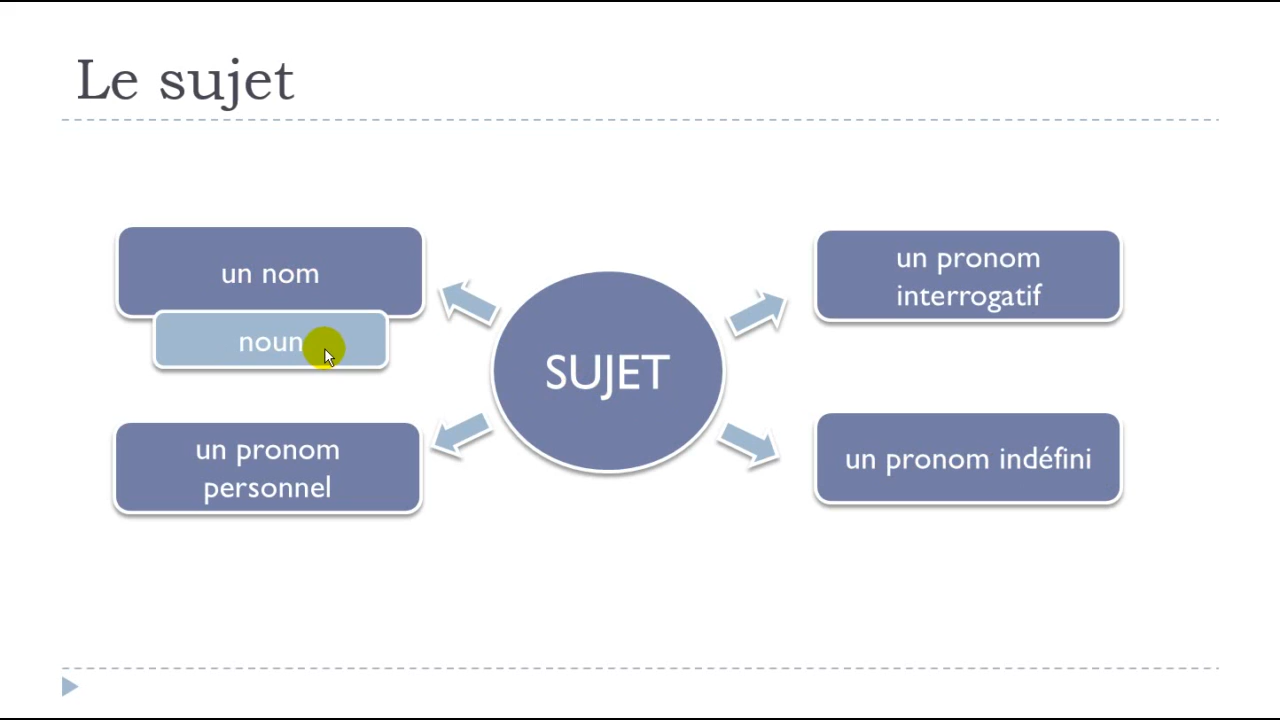 Le sujet
un nom
noun
un pronom
personnel
SUJET
un pronom
interrogatif
un pronom indéfini